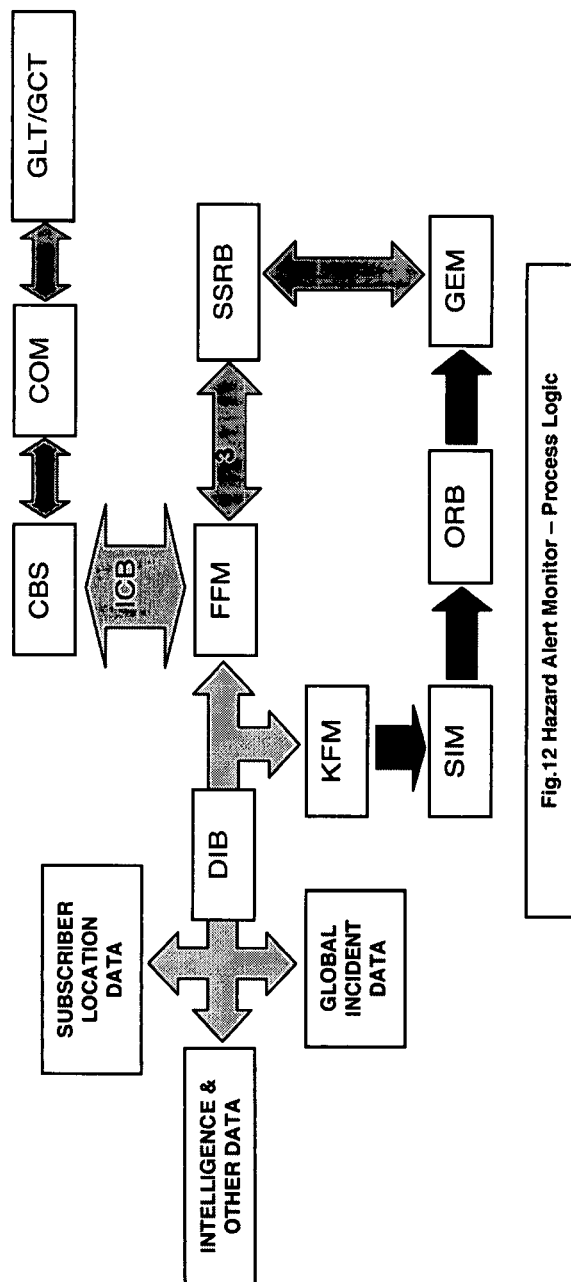 GLT/GCT
COM
CBS
ICB
SSRB
3
FFM
GEM
ORB
DIB
KFM
SIM
SUBSCRIBER
LOCATION
DATA
GLOBAL
INCIDENT
DATA
INTELLIGENCE &
OTHER DATA
Fig.12 Hazard Alert Monitor – Process Logic